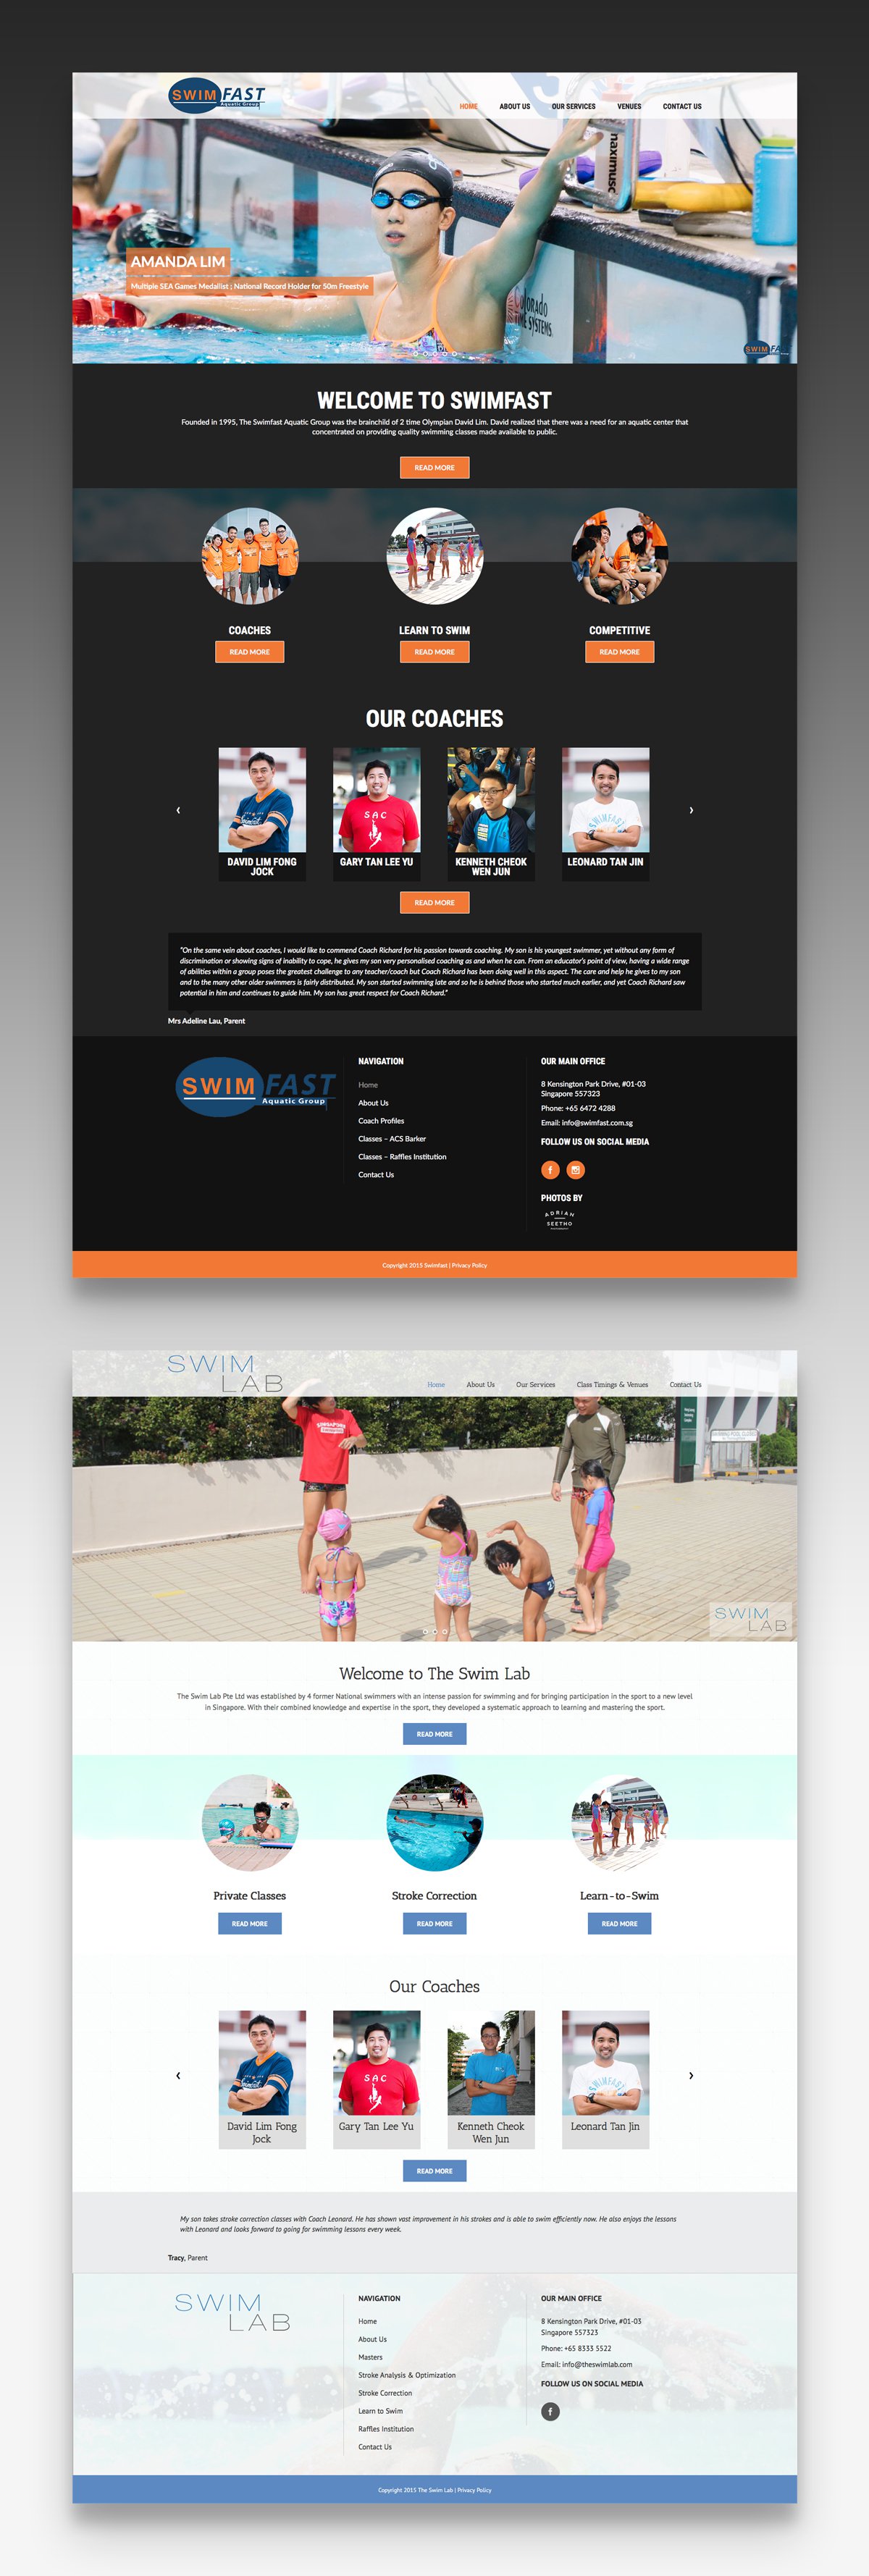 SWIM FAST
Aquatic Group
HOME ABOUT US OUR SERVICES VENUES CONTACT US
AMANDA LIM
Multiple SEA Games Medallist ; National Record Holder for 50m Freestyle
SWIM
WELCOME TO SWIMFAST
Founded in 1995, The Swimfast Aquatic Group was the brainchild of 2 time Olympian David Lim. David realized that there was a need for an aquatic center that
concentrated on providing quality swimming classes made available to public.
READ MORE
COACHES LEARN TO SWIM COMPETITIVE
READ MORE READ MORE READ MORE
OUR COACHES
SAC
SWIMFAST
DAVID LIM FONG JOCK
GARY TAN LEE YU
KENNETH CHEOK WEN JUN
LEONARD TAN JIN
READ MORE
"On the same vein about coaches, I would like to commend Coach Richard for his passion towards coaching. My son is his youngest swimmer, yet without any form of
discrimination or showing signs of inability to cope, he gives my son very personalised coaching as and when he can. From an educator's point of view, having a wide range
of abilities within a group poses the greatest challenge to any teacher/coach but Coach Richard has been doing well in this aspect. The care and help he gives to my son
and to the many other older swimmers is fairly distributed. My son started swimming late and so he is behind those who started much earlier, and yet Coach Richard saw
potential in him and continues to guide him. My son has great respect for Coach Richard."
Mrs Adeline Lau, Parent
SWIM FAST
Aquatic Group
NAVIGATION
Home
About Us
Coach Profiles
Classes – ACS Barker
Classes – Raffles Institution
Contact Us
OUR MAIN OFFICE
8 Kensington Park Drive, #01-03
Singapore 557323
Phone: +65 6472 4288
Email: info@swimfast.com.sg
FOLLOW US ON SOCIAL MEDIA
PHOTOS BY
ADRIAN
SEETHO
Copyright 2015 Swimfast | Privacy Policy
SWIM
LAB
Home About Us Our Services Class Timings & Venues Contact Us
SWIM
LAB
Welcome to The Swim Lab
The Swim Lab Pte Ltd was established by 4 former National swimmers with an intense passion for swimming and for bringing participation in the sport to a new level
in Singapore. With their combined knowledge and expertise in the sport, they developed a systematic approach to learning and mastering the sport.
READ MORE
Private Classes Stroke Correction Learn-to-Swim
READ MORE READ MORE READ MORE
Our Coaches
SAC
SWIMFAST
David Lim Fong Jock
Gary Tan Lee Yu
Kenneth Cheok Wen Jun
Leonard Tan Jin
READ MORE
My son takes stroke correction classes with Coach Leonard. He has shown vast improvement in his strokes and is able to swim efficiently now. He also enjoys the lessons
with Leonard and looks forward to going for swimming lessons every week.
Tracy, Parent
SWIM
LAB
NAVIGATION
Home
About Us
Masters
Stroke Analysis & Optimization
Stroke Correction
Learn to Swim
Raffles Institution
Contact Us
OUR MAIN OFFICE
8 Kensington Park Drive, #01-03
Singapore 557323
Phone: +65 8333 5522
Email: info@theswimlab.com
FOLLOW US ON SOCIAL MEDIA
Copyright 2015 The Swim Lab | Privacy Policy